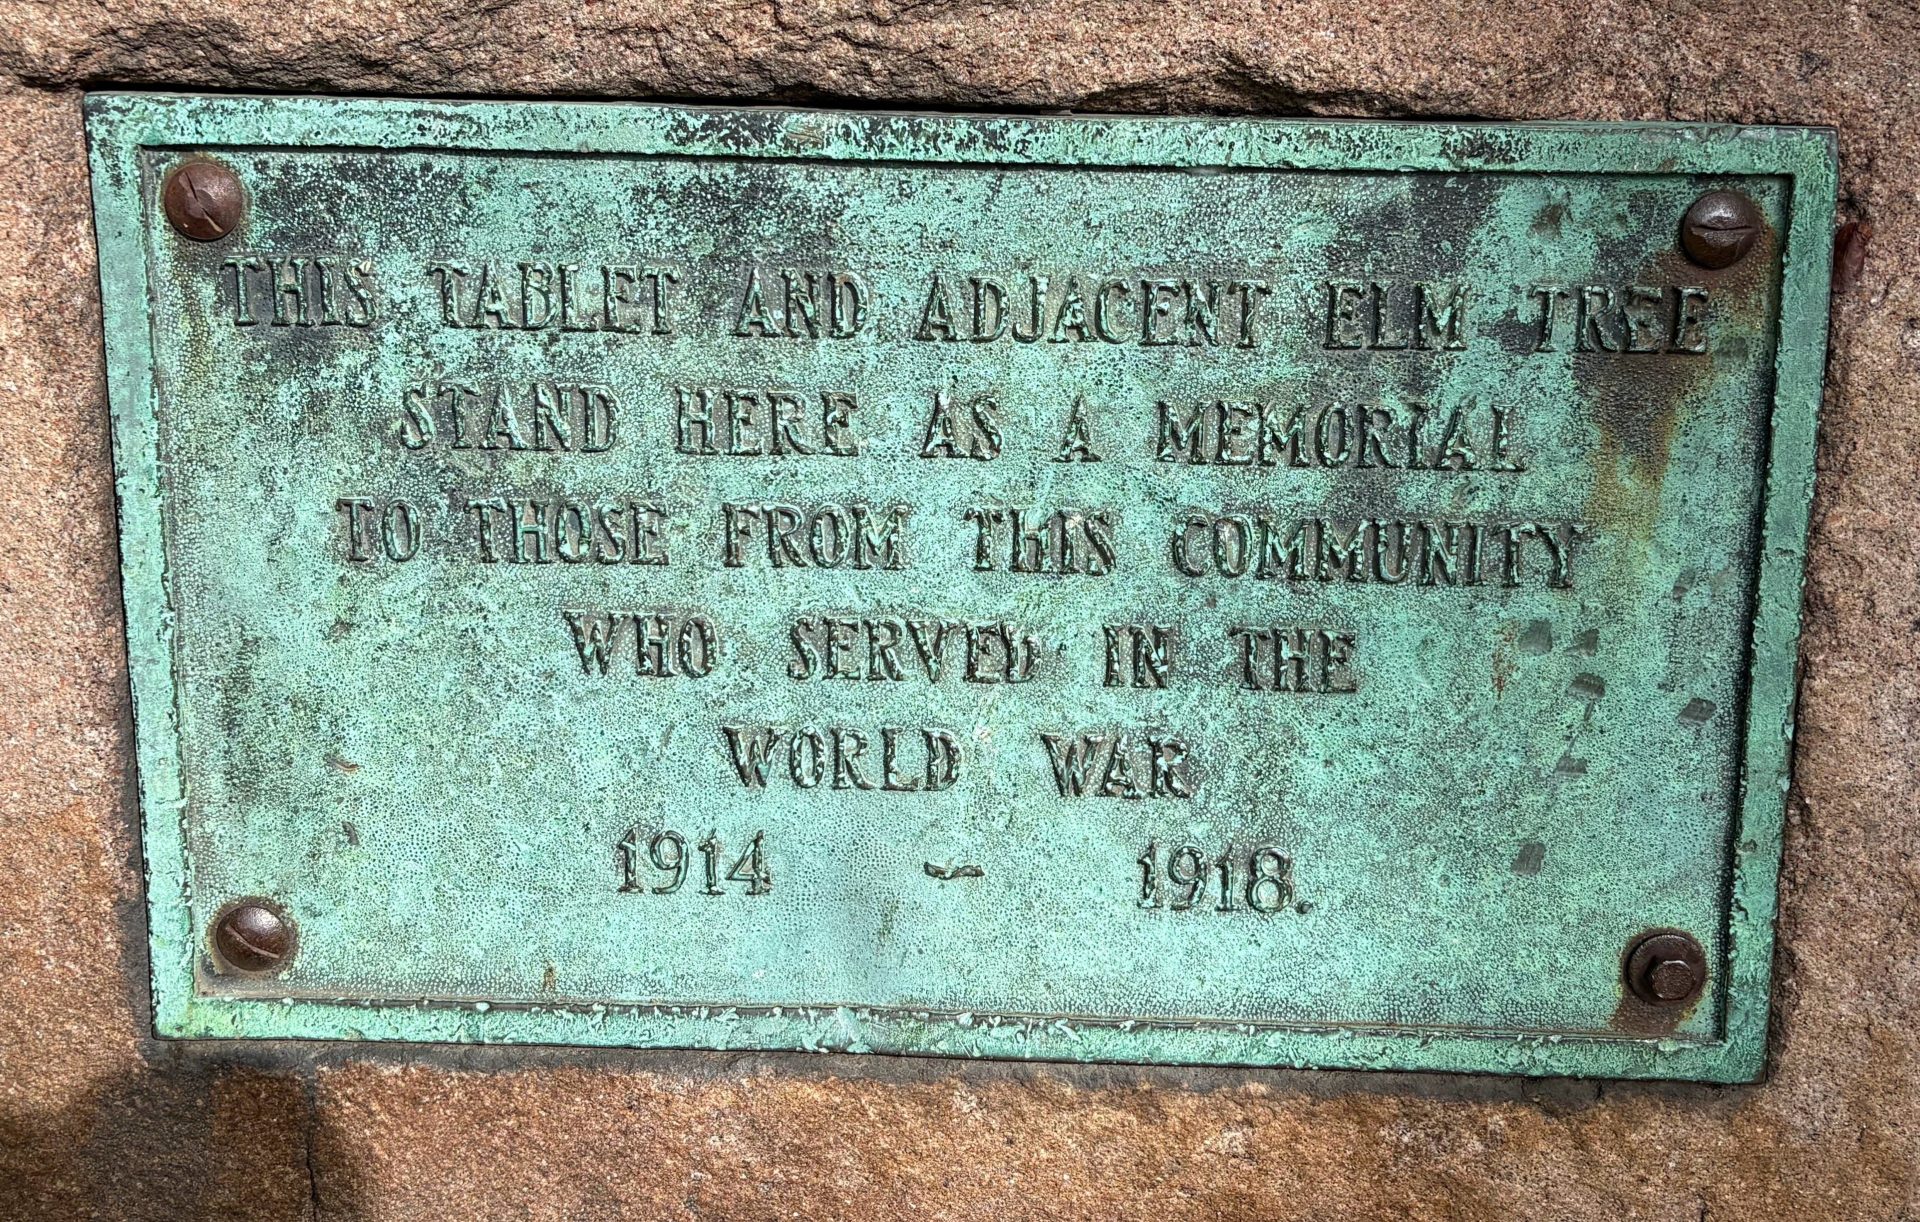 THIS TABLET AND ADJACENT ELM TREE
STAND HERE AS A MEMORIAL
TO THOSE FROM THIS COMMUNITY
WHO SERVED IN THE
WORLD WAR
1914 - 1918.